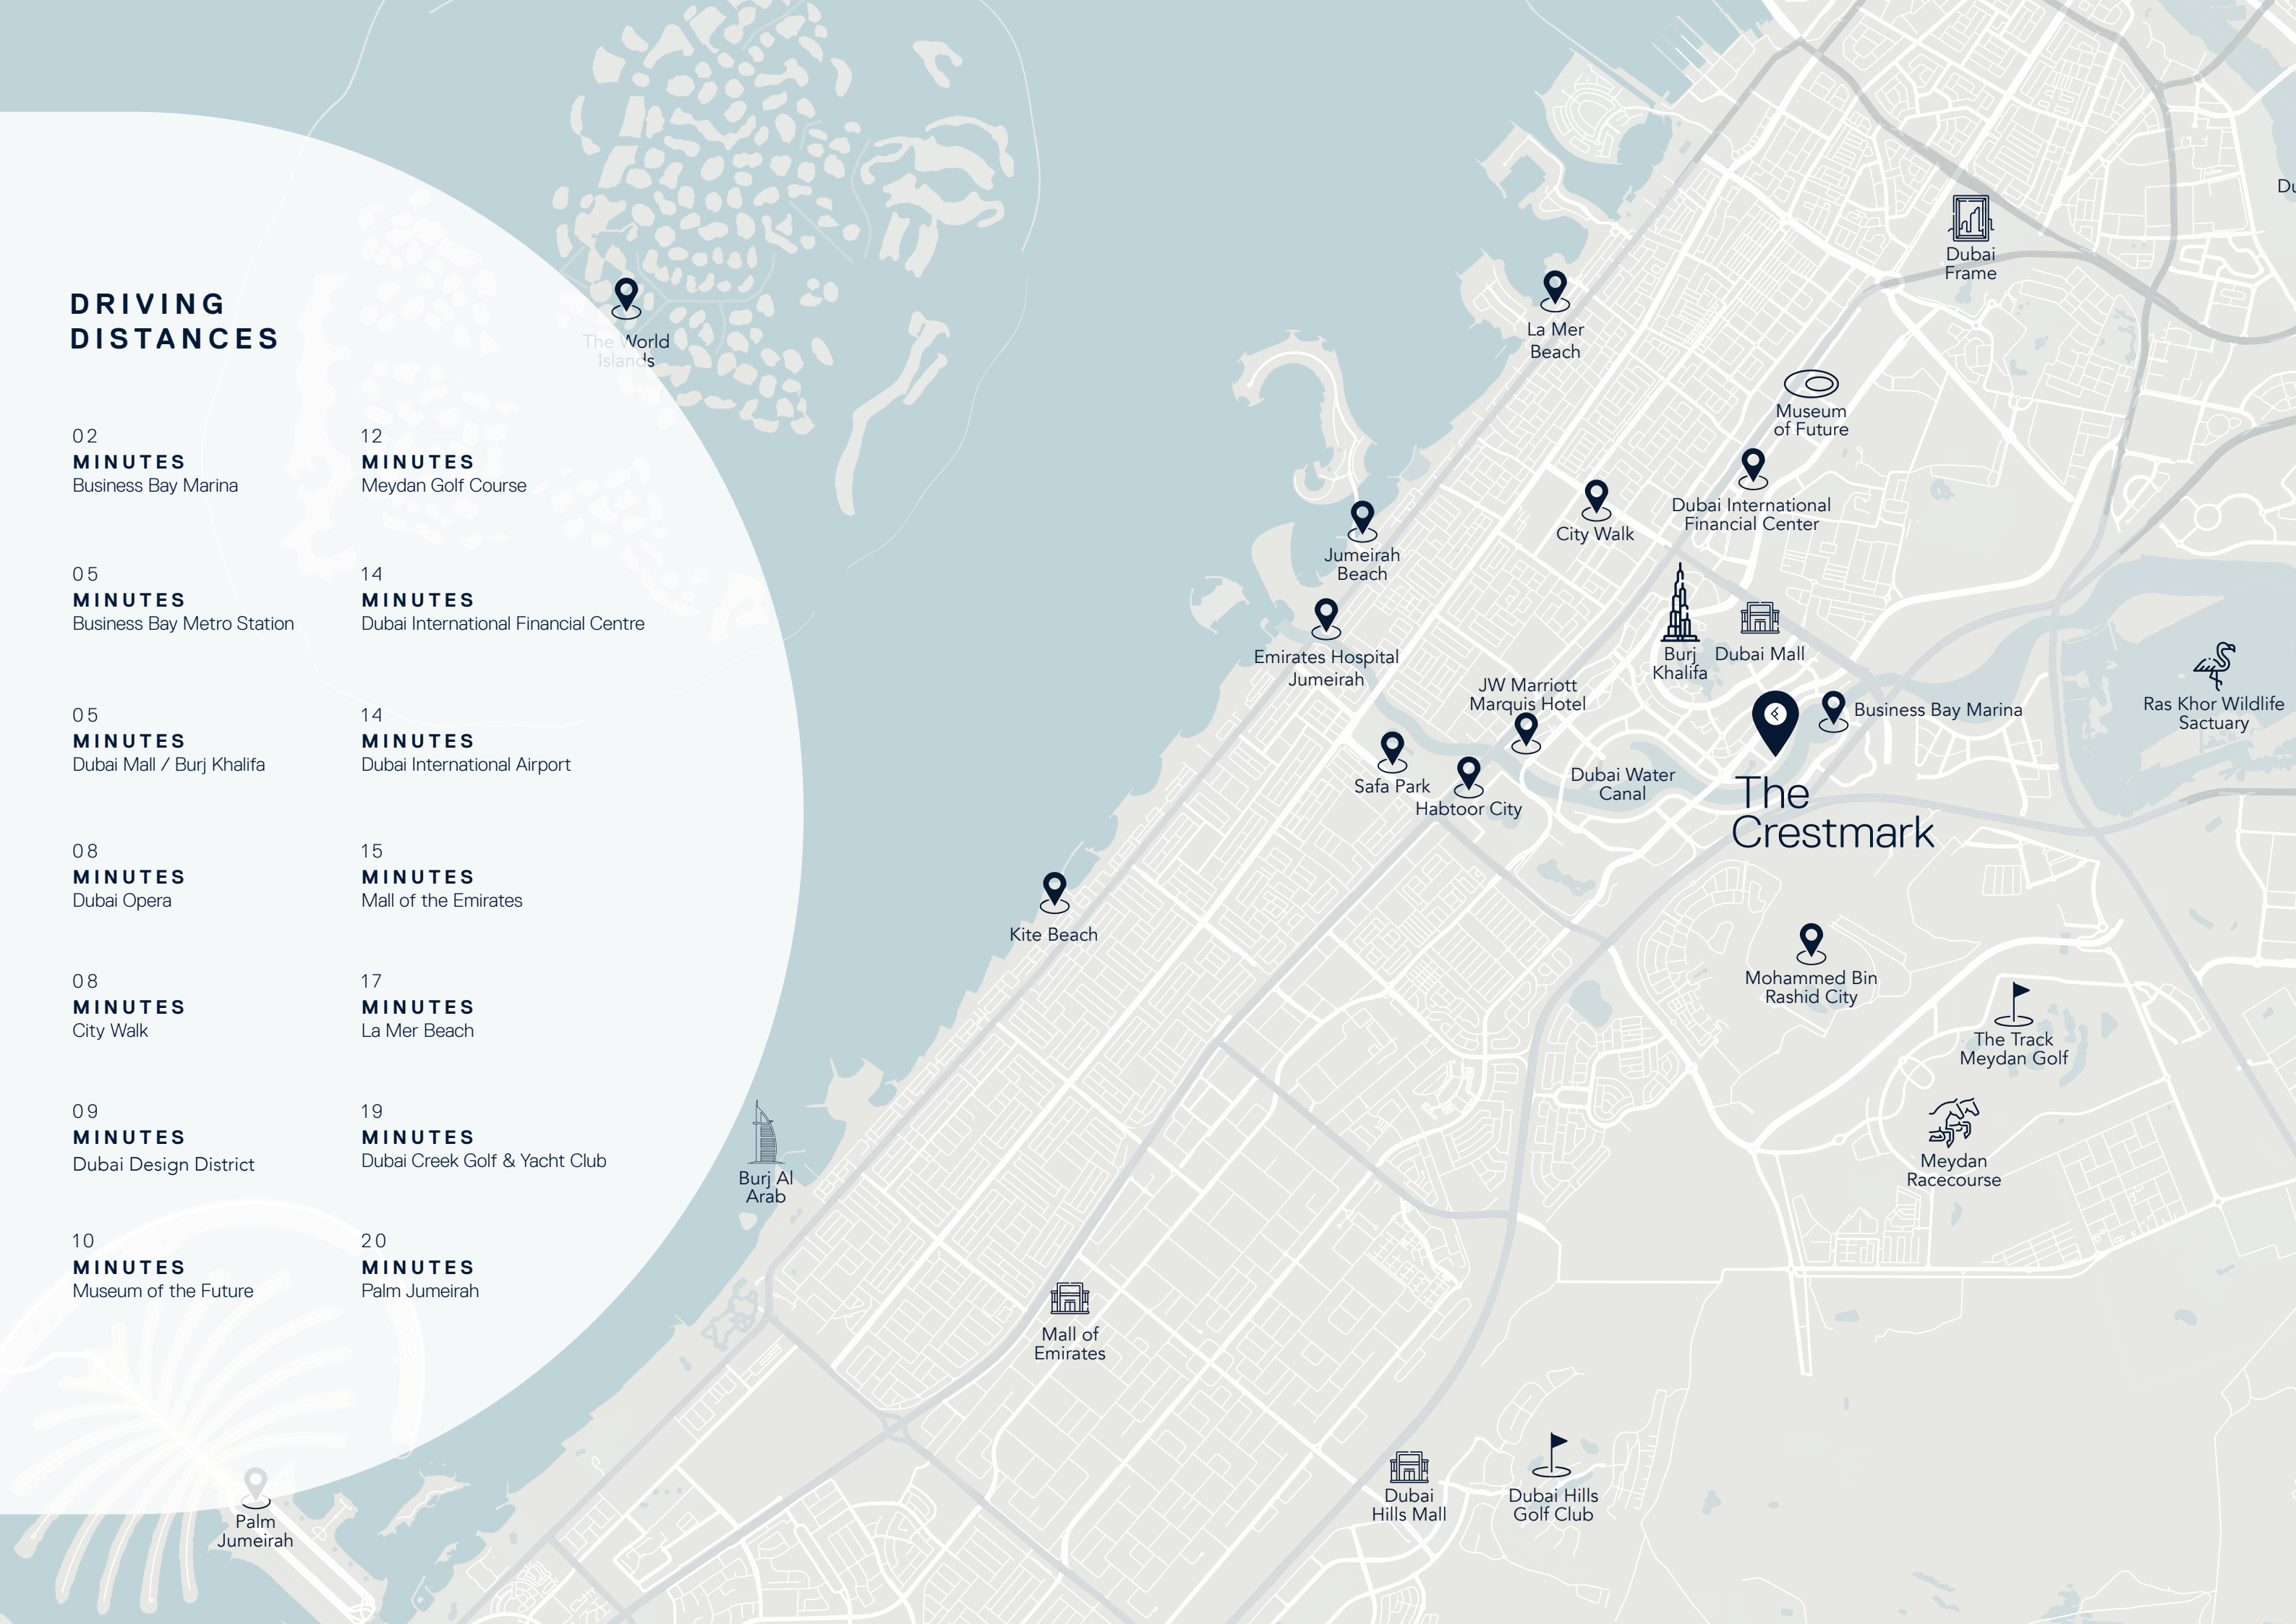 DRIVING
DISTANCES
02
MINUTES
Business Bay Marina
05
MINUTES
Business Bay Metro Station
05
MINUTES
Dubai Mall / Burj Khalifa
08
MINUTES
Dubai Opera
08
MINUTES
City Walk
09
MINUTES
Dubai Design District
10
MINUTES
Museum of the Future
12
MINUTES
Meydan Golf Course
14
MINUTES
Dubai International Financial Centre
14
MINUTES
Dubai International Airport
15
MINUTES
Mall of the Emirates
17
MINUTES
La Mer Beach
19
MINUTES
Dubai Creek Golf & Yacht Club
20
MINUTES
Palm Jumeirah
The World
Islands
Du
Dubai
Frame
La Mer
Beach
Museum
of Future
Dubai International
Financial Center
City Walk
Jumeirah
Beach
Emirates Hospital
Jumeirah
Burj
Khalifa
Dubai Mall
JW Marriott
Marquis Hotel
Business Bay Marina
Ras Khor Wildlife
Sactuary
Safa Park
Habtoor City
Dubai Water
Canal
The
Crestmark
Kite Beach
Mohammed Bin
Rashid City
The Track
Meydan Golf
Meydan
Racecourse
Burj Al
Arab
Mall of
Emirates
Dubai
Hills Mall
Dubai Hills
Golf Club
Palm
Jumeirah